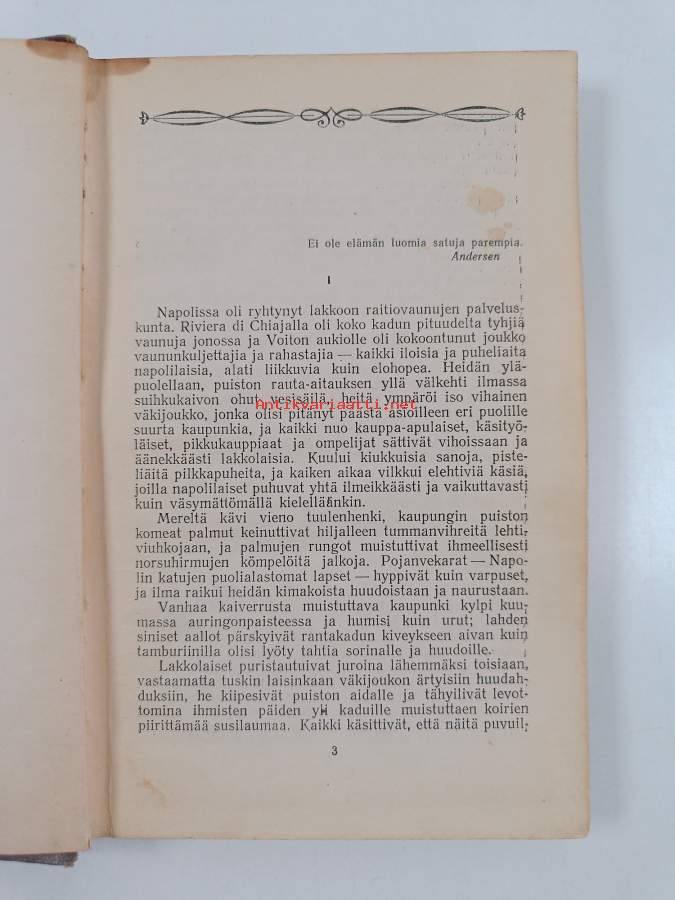 Ei ole elämän luomia satuja parempia.
Andersen
I
Napolissa oli ryhtynyt lakkoon raitiovaunujen palvelus-
kunta. Riviera di Chiajalla oli koko kadun pituudelta tyhjiä
vaunuja jonossa ja Voiton aukiolle oli kokoontunut joukko
vaununkuljettajia ja rahastajia — kaikki iloisia ja puheliaita
napolilaisia, alati liikkuvia kuin elohopea. Heidän ylä-
puolellaan, puiston rauta-aitauksen yllä välkehti ilmassa
suihkukaivon ohut vesisäilä, heitä ympäröi iso vihainen
Antikvariaatti.net
väkijoukko, jonka olisi pitänyt päästä asioilleen eri puolille
suurta kaupunkia, ja kaikki nuo kauppa-apulaiset, käsityö-
läiset, pikkukauppiaat ja ompelijat sättivät vihoissaan ja
äänekkäästi lakkolaisia. Kuului kiukkuisia sanoja, piste-
liäitä pilkkapuheita, ja kaiken aikaa vilkkui elehtiviä käsiä,
joilla napolilaiset puhuvat yhtä ilmeikkäästi ja vaikuttavasti
kuin väsymättömällä kielelläänkin.
Mereltä kävi vieno tuulenhenki, kaupungin puiston
komeat palmut keinuttivat hiljalleen tummanvihreitä lehti-
viuhkojaan, ja palmujen rungot muistuttivat ihmeellisesti
norsuhirmujen kömpelöitä jalkoja. Pojanvekarat — Napo-
lin katujen puolialastomat lapset — hyppivät kuin varpuset,
ja ilma raikui heidän kimakoista huudoistaan ja naurustaan.
Vanhaa kaiverrusta muistuttava kaupunki kylpi kuu-
massa auringonpaisteessa ja humisi kuin urut; lahden
siniset aallot pärskyivät rantakadun kiveykseen aivan kuin
tamburiinilla olisi lyöty tahtia sorinalle ja huudoille.
Lakkolaiset puristautuivat juroina lähemmäksi toisiaan,
vastaamatta tuskin laisinkaan väkijoukon ärtyisiin huudah-
duksiin, he kiipesivät puiston aidalle ja tähyilivät levot-
tomina ihmisten päiden yli kaduille muistuttaen koirien
piirittämää susilaumaa. Kaikki käsittivät, että näitä puvuil-
3